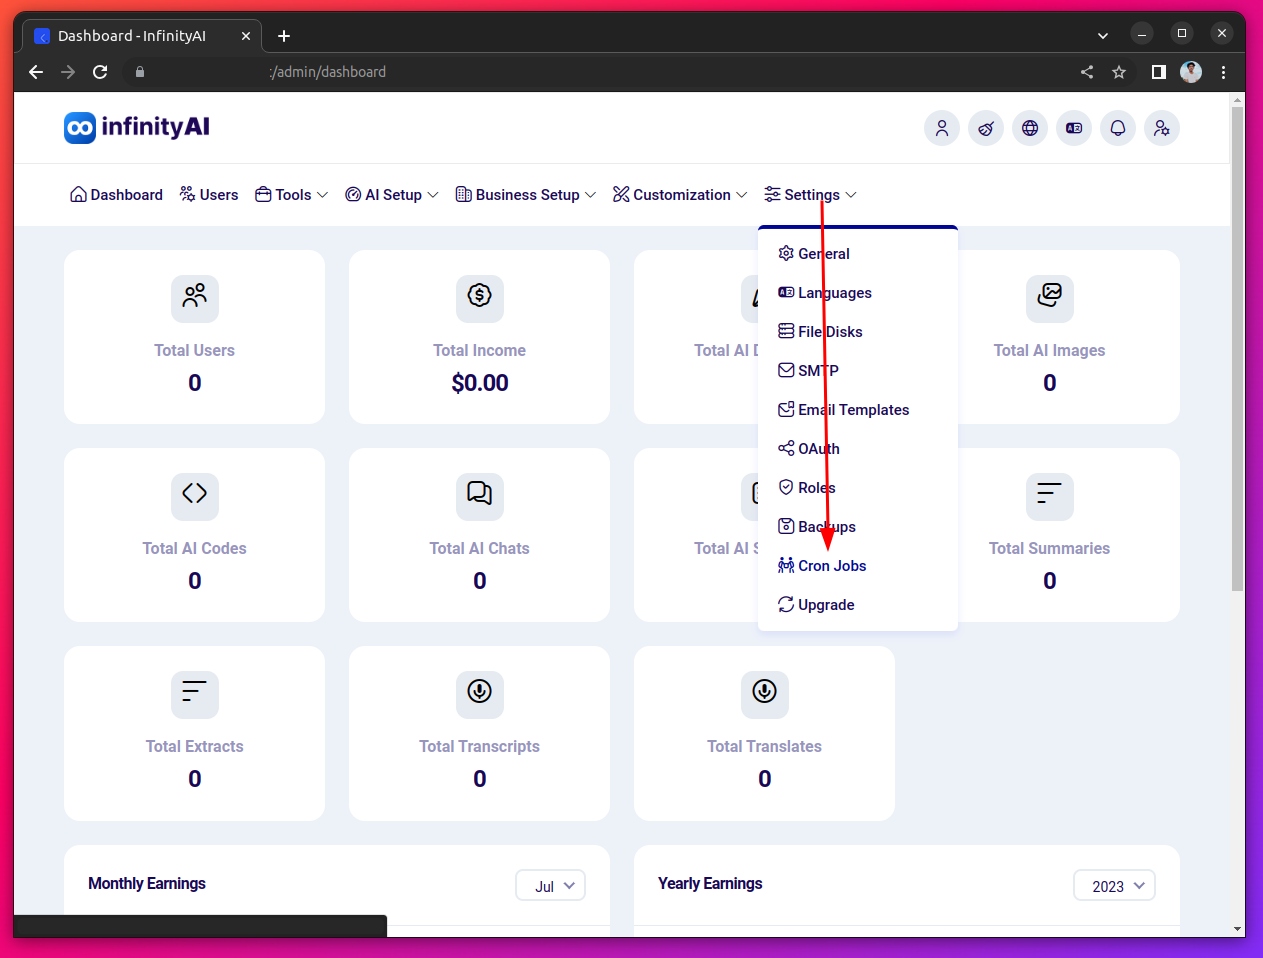 Dashboard - InfinityAI
:/admin/dashboard
infinityAI
Dashboard Users Tools AI Setup Business Setup Customization Settings
General
Languages
File Disks
SMTP
Email Templates
OAuth
Roles
Backups
Cron Jobs
Upgrade
Total Users
0
Total Income
$0.00
Total AI
Total AI Images
0
Total AI Codes
0
Total AI Chats
0
Total AI
Total Summaries
0
Total Extracts
0
Total Transcripts
0
Total Translates
0
Monthly Earnings
Jul
Yearly Earnings
2023